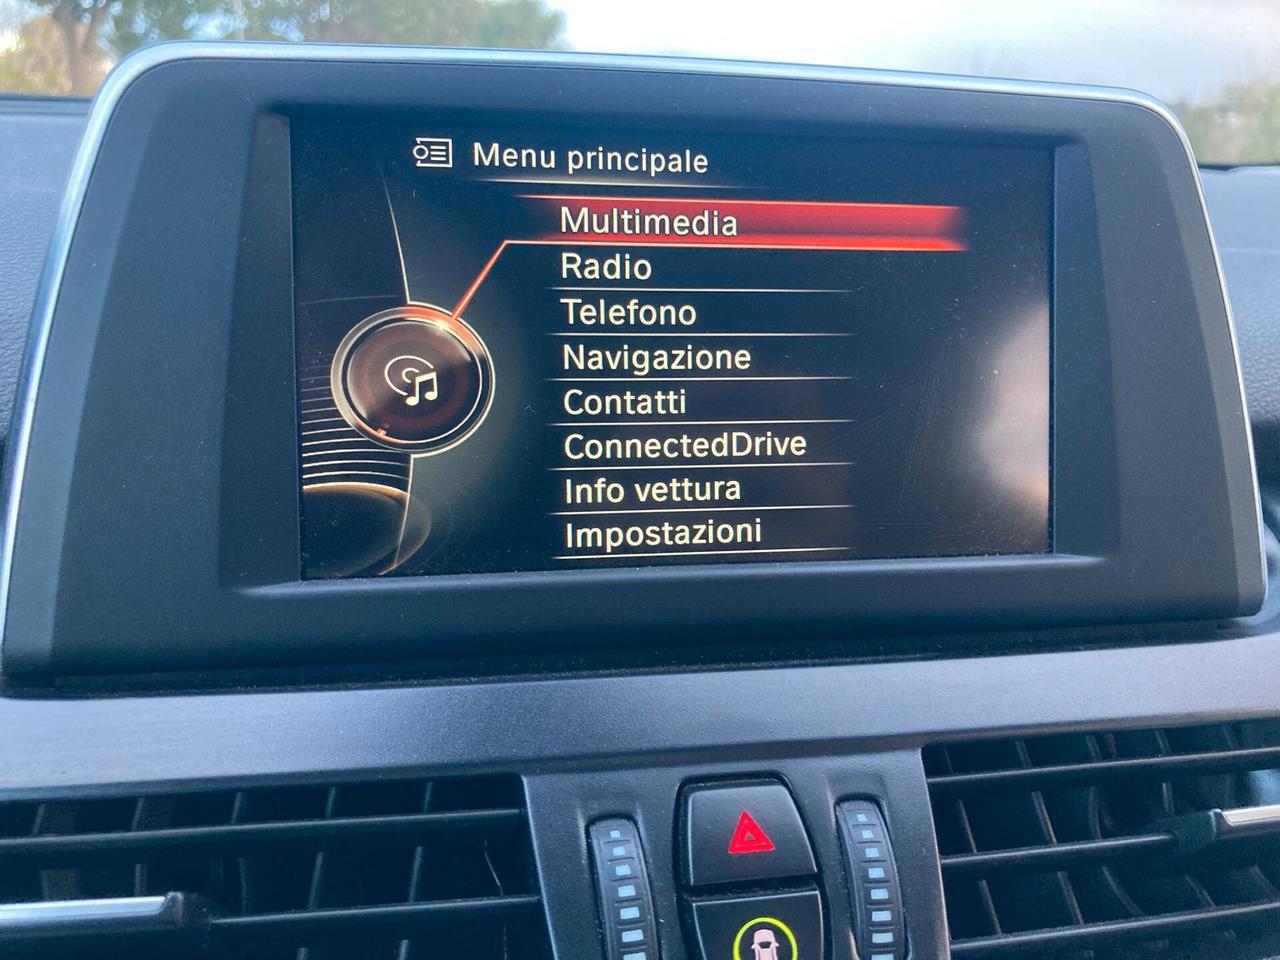 Menu principale
Multimedia
Radio
Telefono
Navigazione
Contatti
ConnectedDrive
Info vettura
Impostazioni